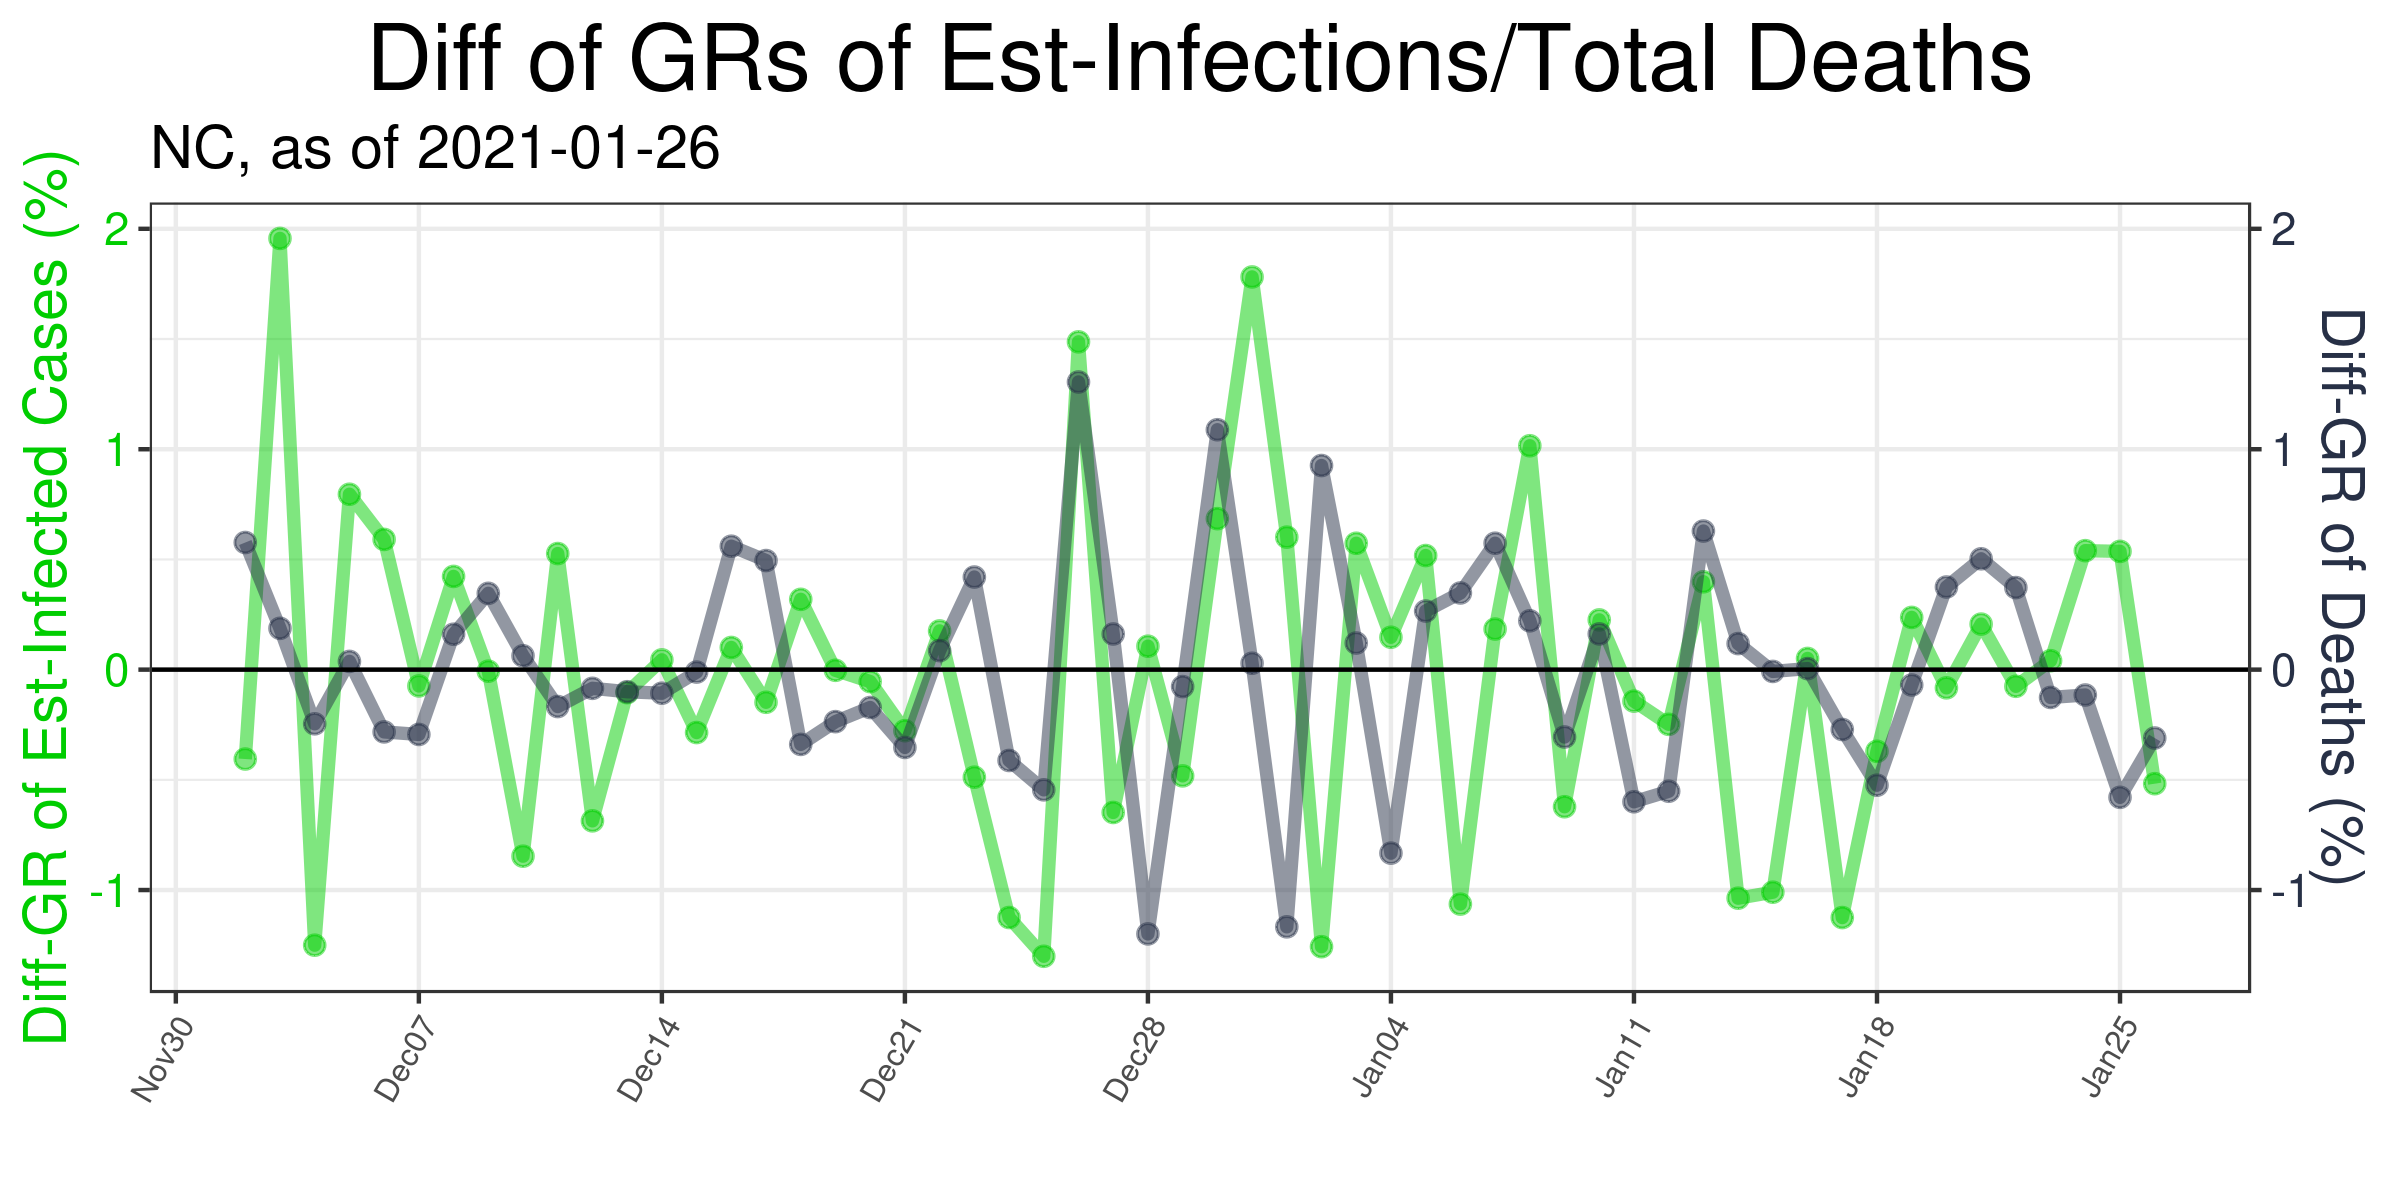 Diff of GRs of Est-Infections/Total Deaths
NC, as of 2021-01-26
Diff-GR of Est-Infected Cases (%)
2
1
0
-1
2
1
0
-1
Diff-GR of Deaths (%)
Nov30
Dec07
Dec14
Dec21
Dec28
Jan04
Jan11
Jan18
Jan25